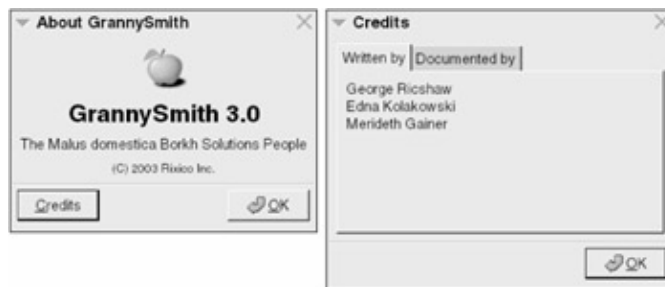 About GrannySmith
GrannySmith 3.0
The Malus domestica Borkh Solutions People
(C) 2003 Rixico Inc.
Credits
OK
Credits
Written by
Documented by
George Ricshaw
Edna Kolakowski
Merideth Gainer
OK